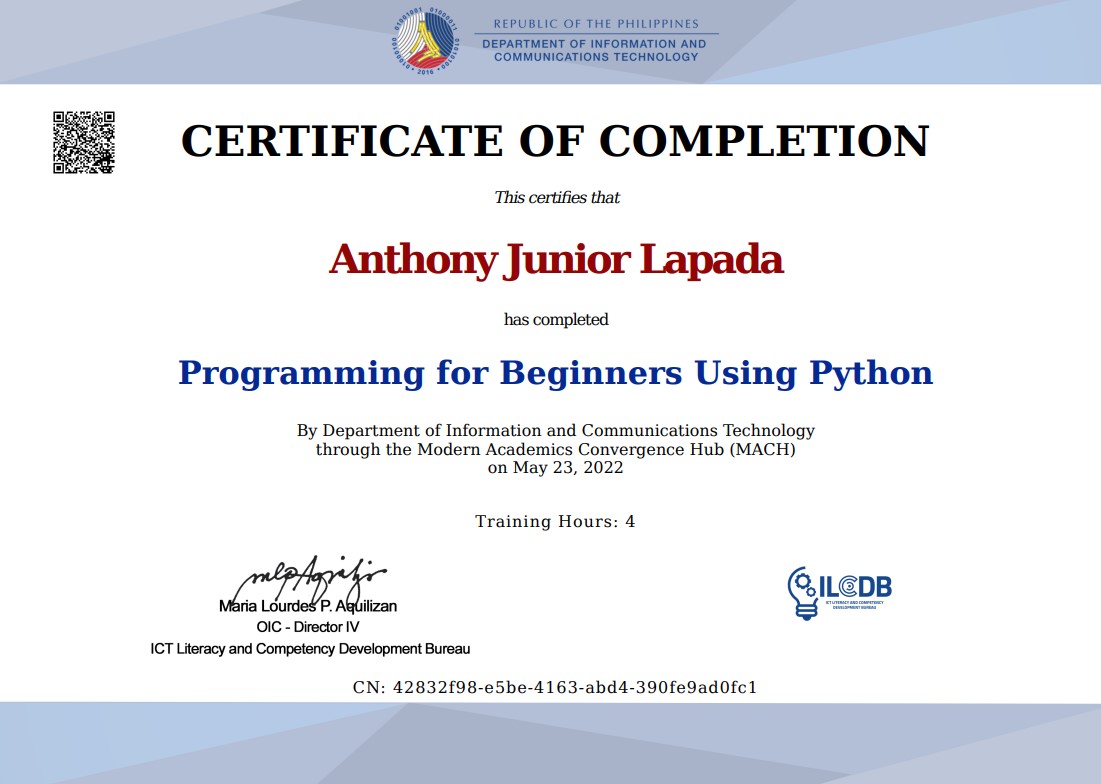 REPUBLIC OF THE PHILIPPINES
DEPARTMENT OF INFORMATION AND
COMMUNICATIONS TECHNOLOGY
2016
CERTIFICATE OF COMPLETION
This certifies that
Anthony Junior Lapada
has completed
Programming for Beginners Using Python
By Department of Information and Communications Technology
through the Modern Academics Convergence Hub (MACH)
on May 23, 2022
Training Hours: 4
Maria Lourdes P. Aquilizan
OIC - Director IV
ICT Literacy and Competency Development Bureau
ILCDB
ICT LITERACY AND COMPETENCY
DEVELOPMENT BUREAU
CN: 42832f98-e5be-4163-abd4-390fe9ad0fc1